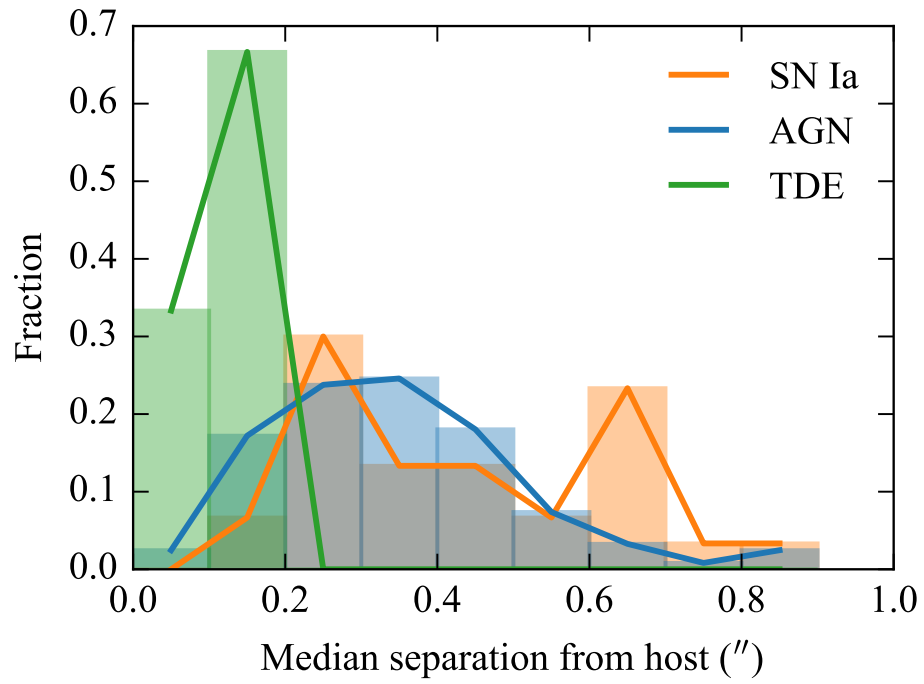 0.7
0.6
0.5
0.4
0.3
0.2
0.1
0.0
Fraction
SN Ia
AGN
TDE
0.0 0.2 0.4 0.6 0.8 1.0
Median separation from host (″)